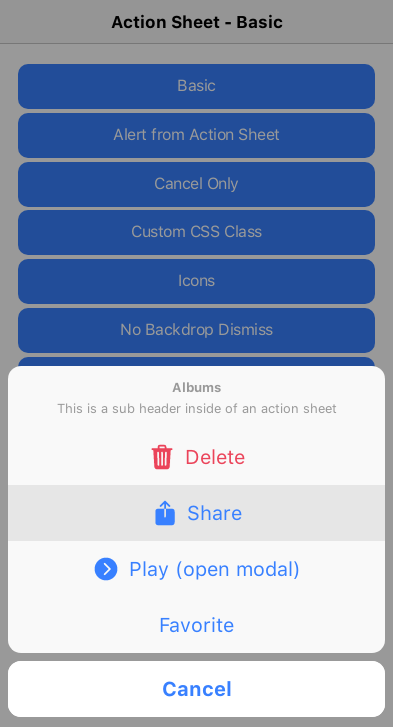 Action Sheet - Basic
Basic
Alert from Action Sheet
Cancel Only
Custom CSS Class
Icons
No Backdrop Dismiss
Albums
This is a sub header inside of an action sheet
Delete
Share
Play (open modal)
Favorite
Cancel